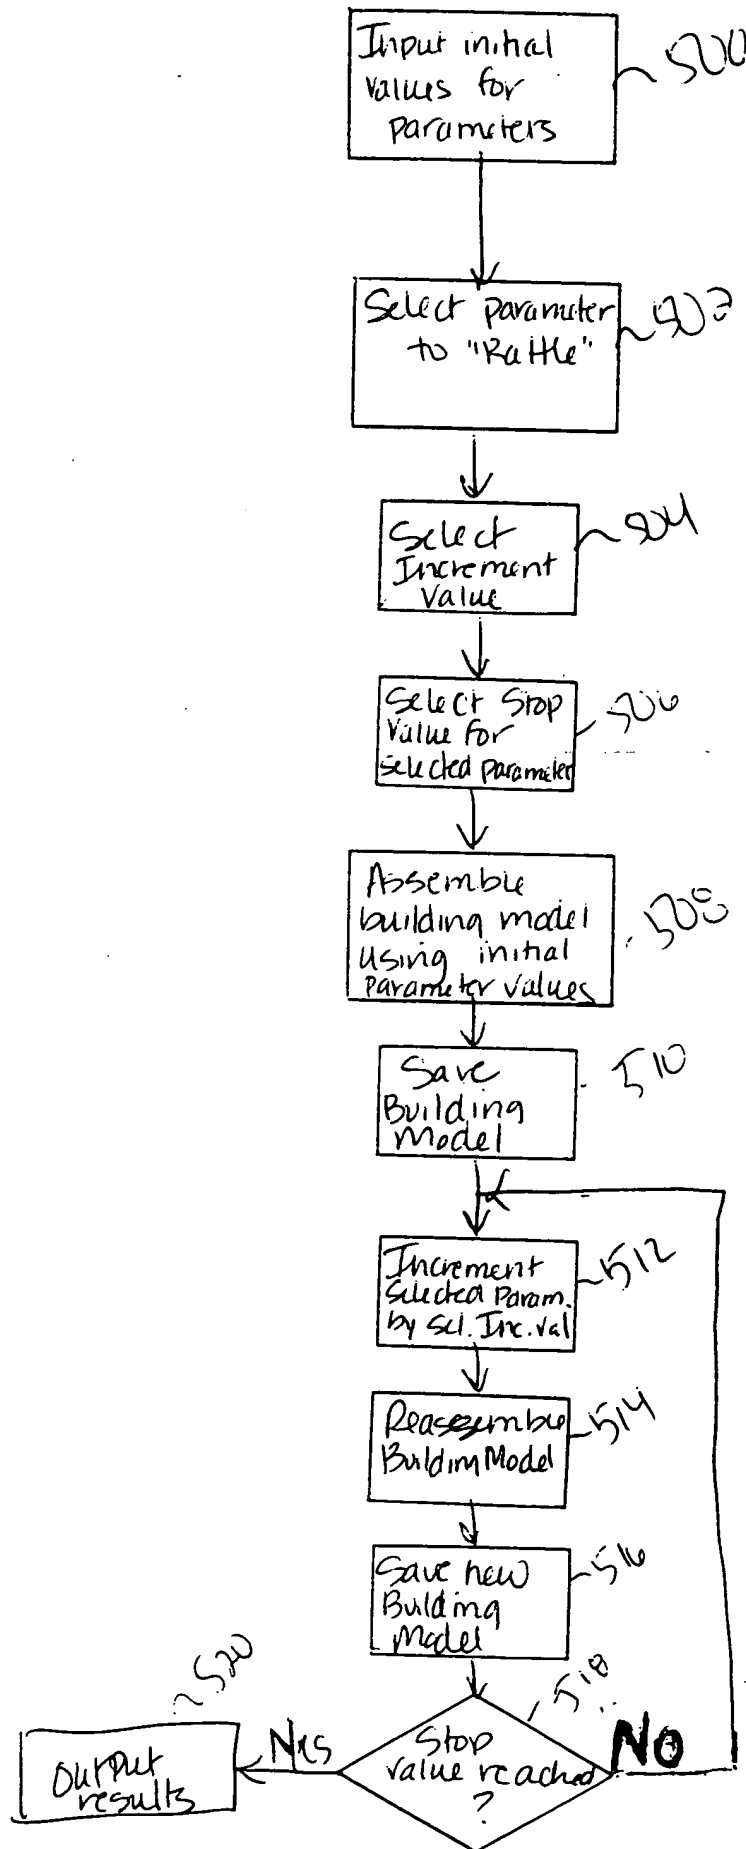 Input initial
values for
parameters
500
Select parameter
to "Rattle"
502
Select
Increment
Value
504
Select Stop
Value for
selected parameter
506
Assemble
building model
using initial
parameter values
508
Save
Building
Model
510
Increment
Selected Param.
by Sel. Inc. val
512
Reassemble
Building Model
514
Save new
Building
Model
516
Stop
value reached
?
518
NO
Yes
Output
results
520